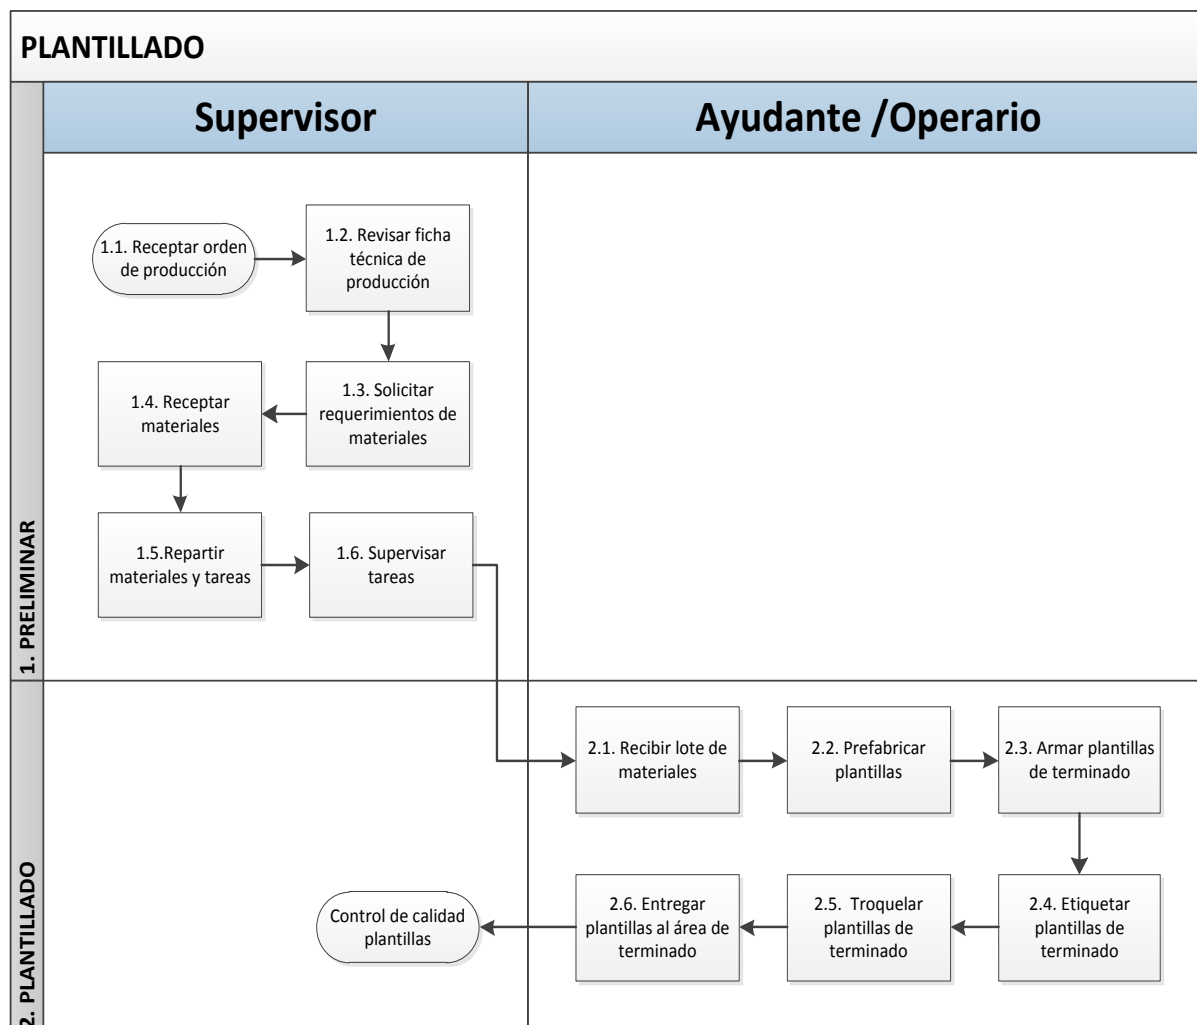 PLANTILLADO
Supervisor
Ayudante /Operario
1. PRELIMINAR
1.1. Receptar orden
de producción
1.2. Revisar ficha
técnica de
producción
1.4. Receptar
materiales
1.3. Solicitar
requerimientos de
materiales
1.5.Repartir
materiales y tareas
1.6. Supervisar
tareas
2. PLANTILLADO
2.1. Recibir lote de
materiales
2.2. Prefabricar
plantillas
2.3. Armar plantillas
de terminado
Control de calidad
plantillas
2.6. Entregar
plantillas al área de
terminado
2.5. Troquelar
plantillas de
terminado
2.4. Etiquetar
plantillas de
terminado